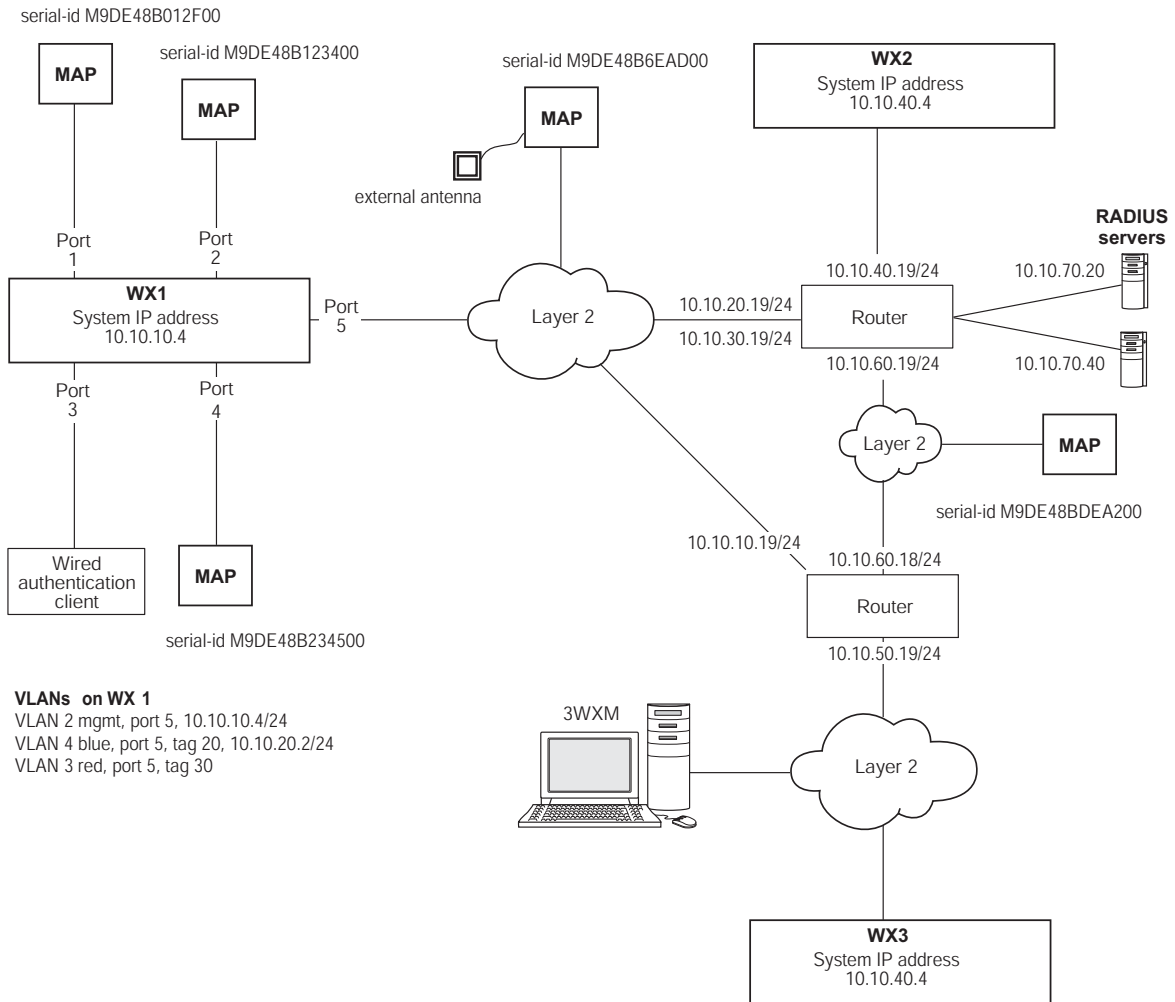 serial-id M9DE48B012F00
MAP
serial-id M9DE48B123400
MAP
serial-id M9DE48B6EAD00
MAP
external antenna
WX2
System IP address
10.10.40.4
RADIUS
servers
Port
1
Port
2
WX1
System IP address
10.10.10.4
Port
5
Layer 2
10.10.20.19/24
10.10.30.19/24
10.10.40.19/24
Router
10.10.60.19/24
10.10.70.20
10.10.70.40
Port
3
Port
4
Layer 2
MAP
serial-id M9DE48BDEA200
Wired
authentication
client
MAP
serial-id M9DE48B234500
10.10.10.19/24
10.10.60.18/24
Router
10.10.50.19/24
VLANs on WX 1
VLAN 2 mgmt, port 5, 10.10.10.4/24
VLAN 4 blue, port 5, tag 20, 10.10.20.2/24
VLAN 3 red, port 5, tag 30
3WXM
Layer 2
WX3
System IP address
10.10.40.4